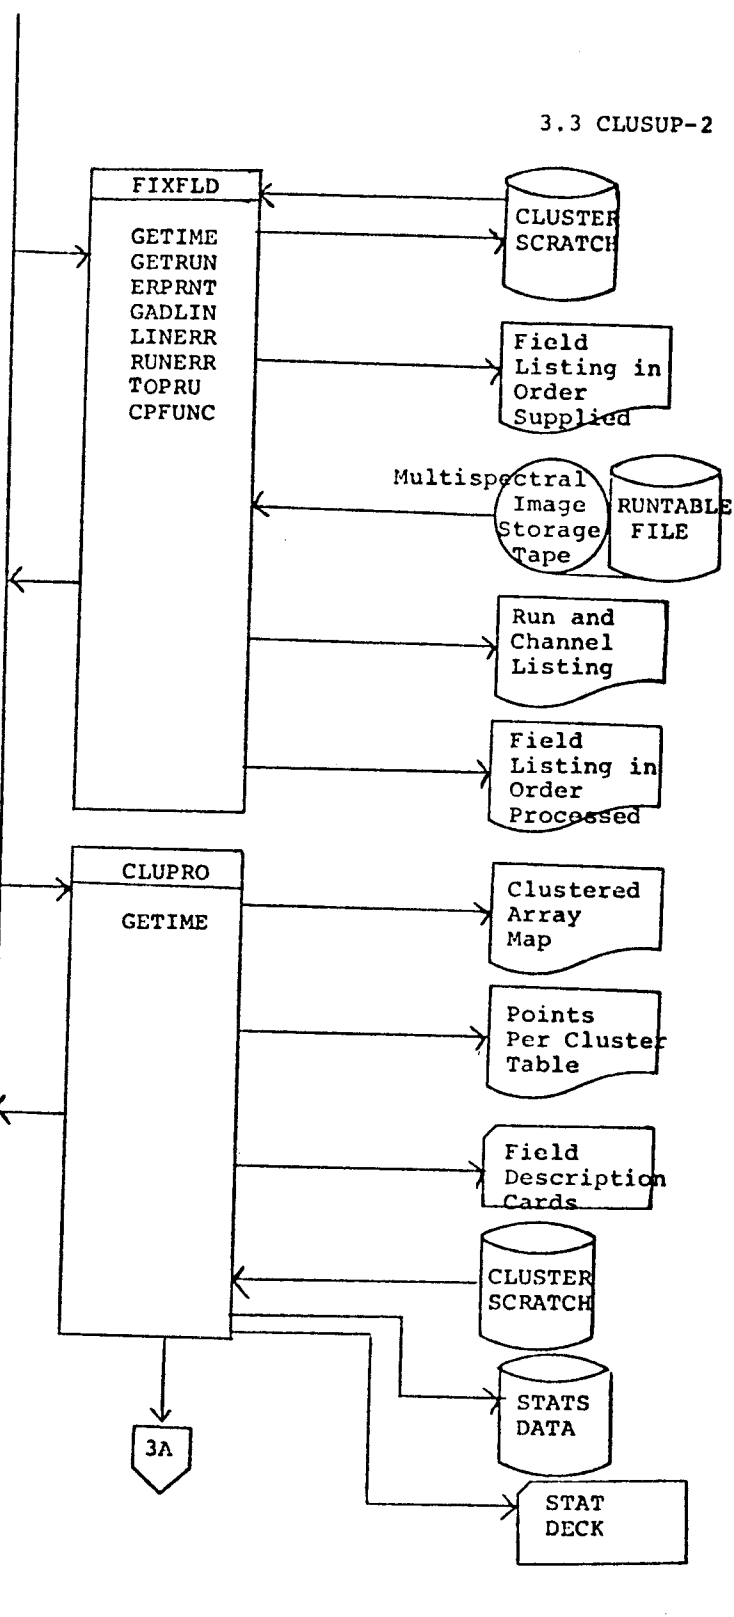 3.3 CLUSUP-2
FIXFLD
GETIME
GETRUN
ERPRNT
GADLIN
LINERR
RUNERR
TOPRU
CPFUNC
CLUSTER
SCRATCH
Field
Listing in
Order
Supplied
Multispectral
Image
Storage
Tape
RUNTABLE
FILE
Run and
Channel
Listing
Field
Listing in
Order
Processed
CLUPRO
GETIME
Clustered
Array
Map
Points
Per Cluster
Table
Field
Description
Cards
CLUSTER
SCRATCH
STATS
DATA
STAT
DECK
3A